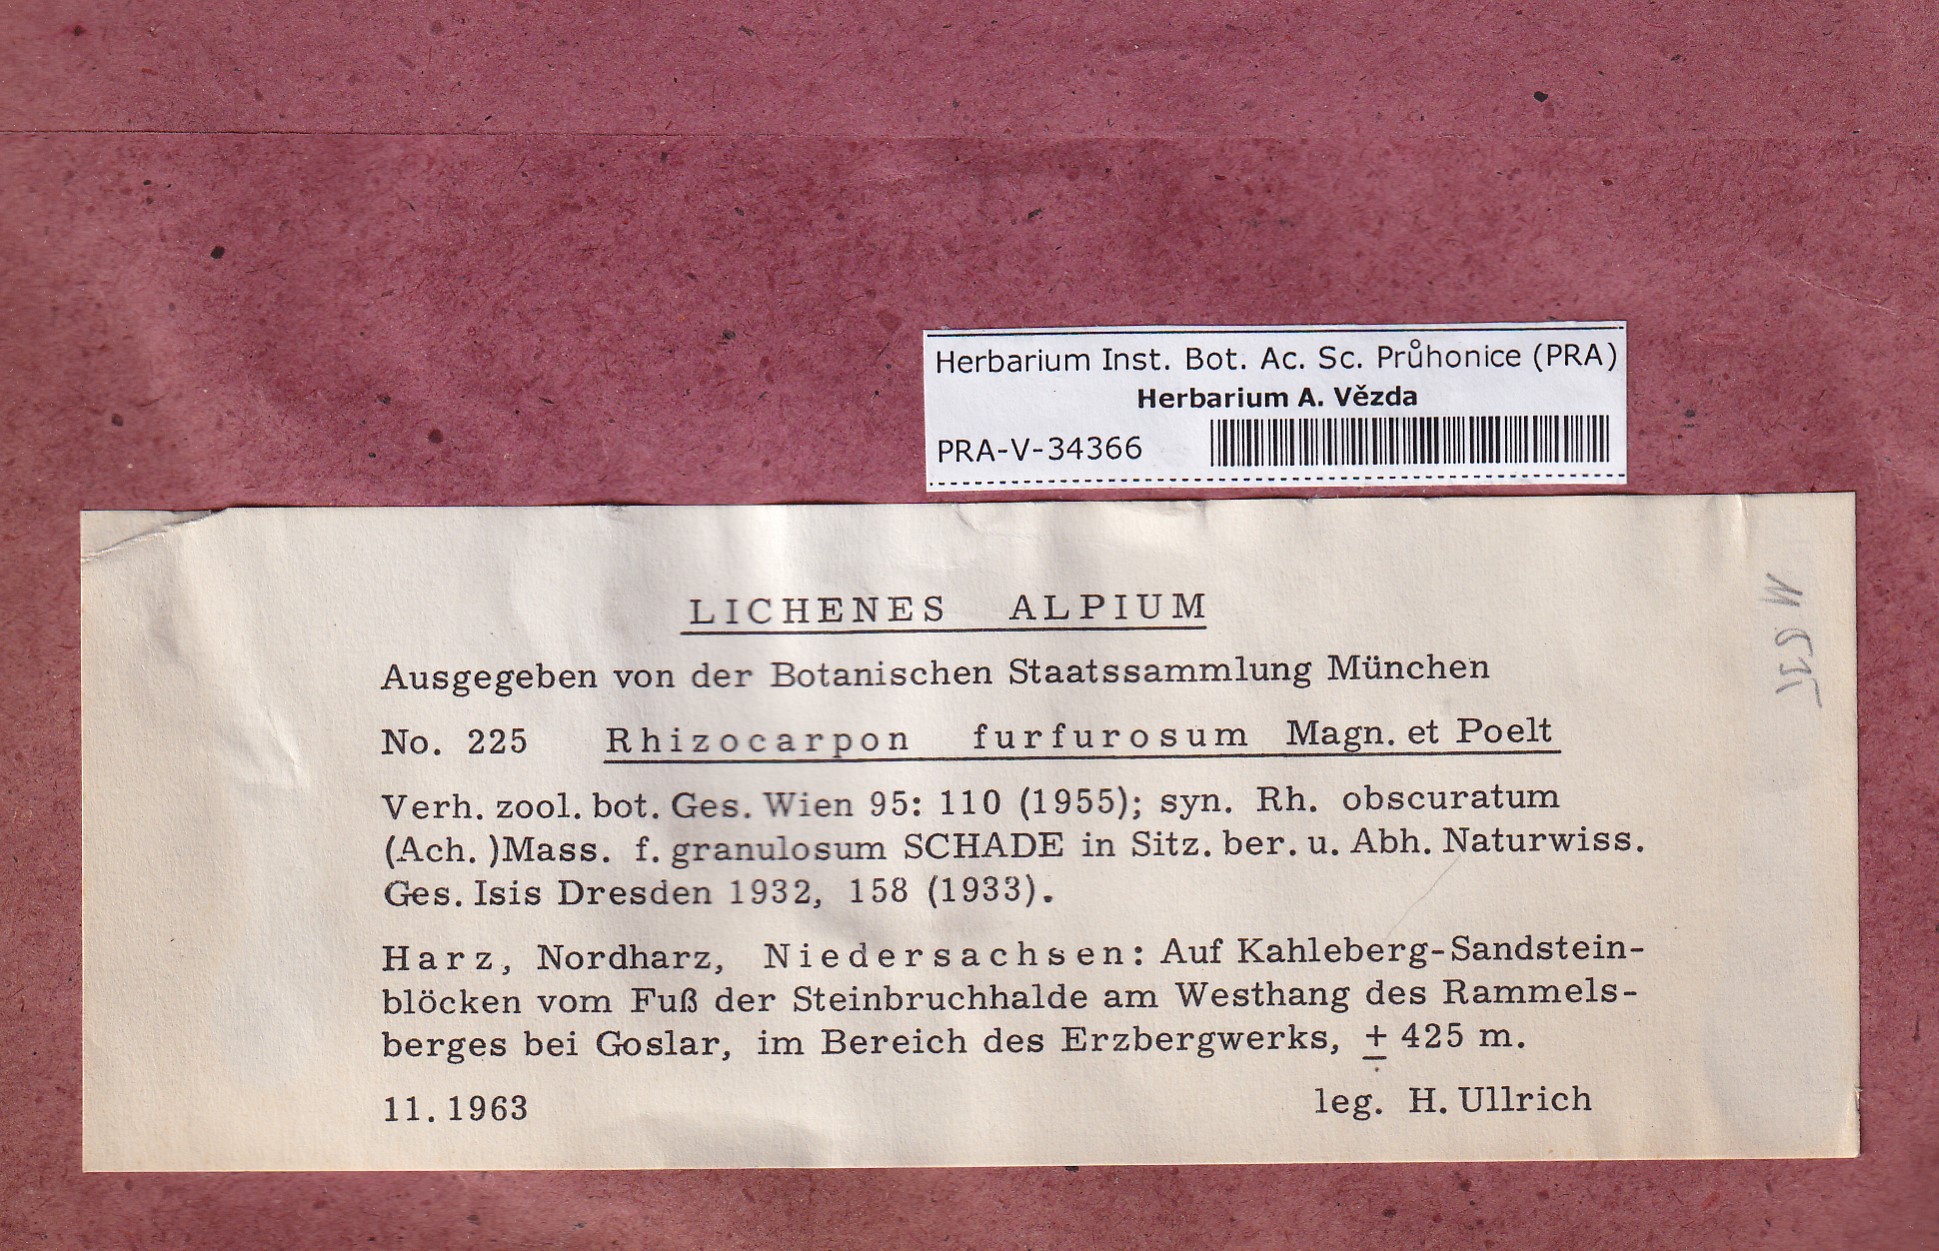 Herbarium Inst. Bot. Ac. Sc. Průhonice (PRA)
Herbarium A. Vězda
PRA-V-34366
LICHENES ALPIUM
Ausgegeben von der Botanischen Staatssammlung München
No. 225 Rhizocarpon furfurosum Magn. et Poelt
Verh. zool. bot. Ges. Wien 95: 110 (1955); syn. Rh. obscuratum
(Ach.)Mass. f. granulosum SCHADE in Sitz. ber. u. Abh. Naturwiss.
Ges. Isis Dresden 1932, 158 (1933).
Harz, Nordharz, Niedersachsen: Auf Kahleberg-Sandstein-
blöcken vom Fuß der Steinbruchhalde am Westhang des Rammels-
berges bei Goslar, im Bereich des Erzbergwerks, ± 425 m.
11. 1963 leg. H. Ullrich